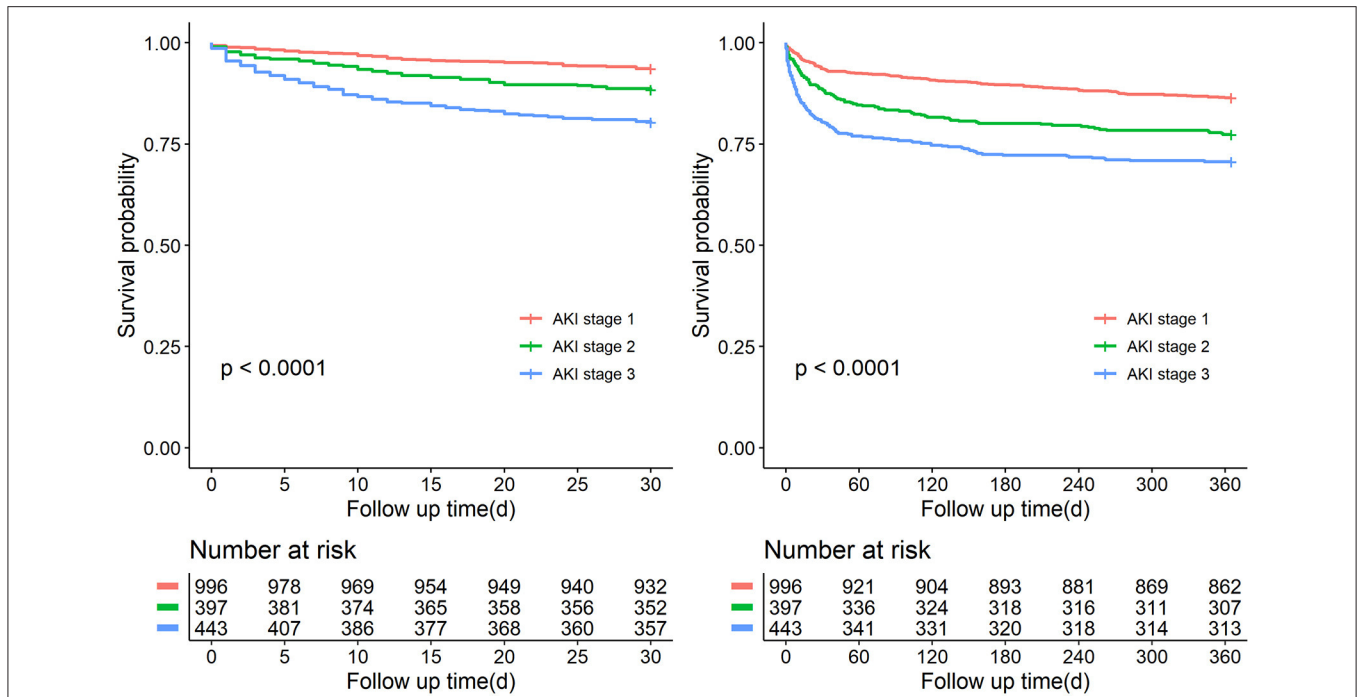 1.00
0.75
0.50
0.25
0.00
Survival probability
AKI stage 1
AKI stage 2
AKI stage 3
p < 0.0001
0 5 10 15 20 25 30
Follow up time(d)
Number at risk
996 978 969 954 949 940 932
397 381 374 365 358 356 352
443 407 386 377 368 360 357
0 5 10 15 20 25 30
Follow up time(d)
1.00
0.75
0.50
0.25
0.00
Survival probability
AKI stage 1
AKI stage 2
AKI stage 3
p < 0.0001
0 60 120 180 240 300 360
Follow up time(d)
Number at risk
996 921 904 893 881 869 862
397 336 324 318 316 311 307
443 341 331 320 318 314 313
0 60 120 180 240 300 360
Follow up time(d)